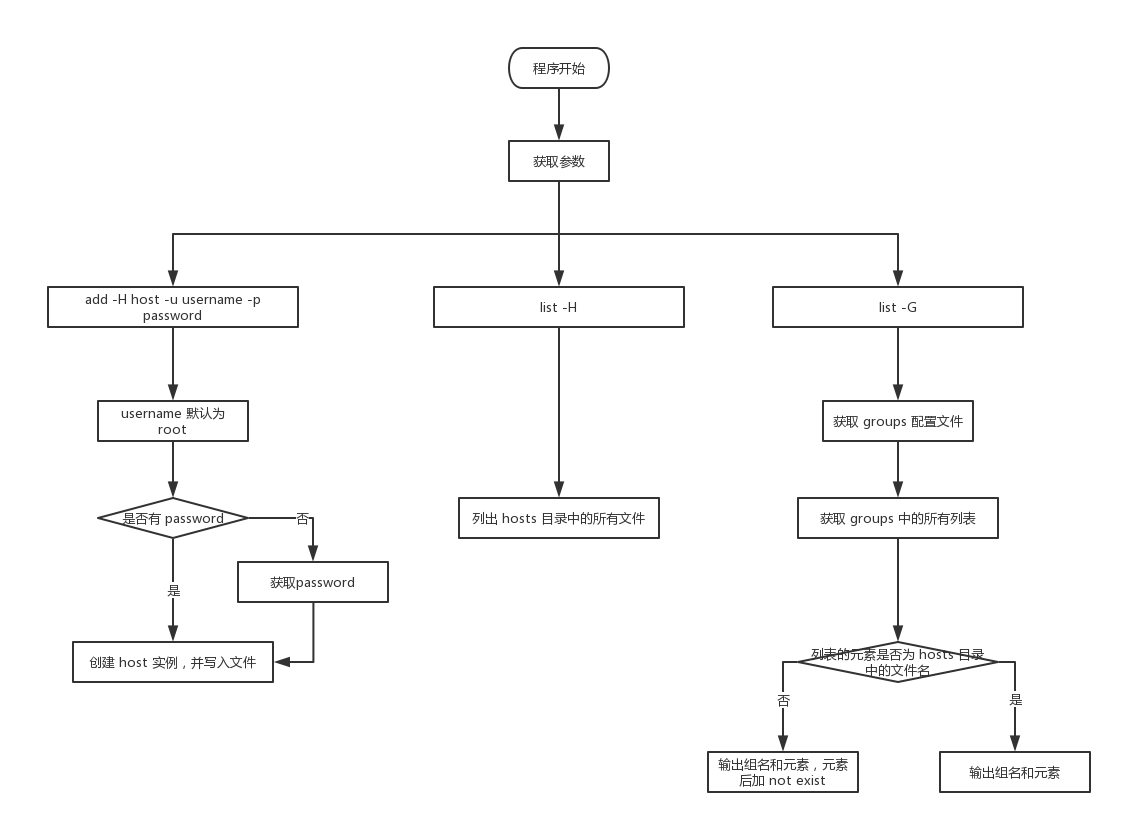 程序开始
获取参数
add -H host -u username -p
password
list -H
list -G
username 默认为
root
获取 groups 配置文件
是否有 password
否
列出 hosts 目录中的所有文件
获取 groups 中的所有列表
获取password
是
创建 host 实例，并写入文件
列表的元素是否为 hosts 目录
中的文件名
否
是
输出组名和元素，元素
后加 not exist
输出组名和元素